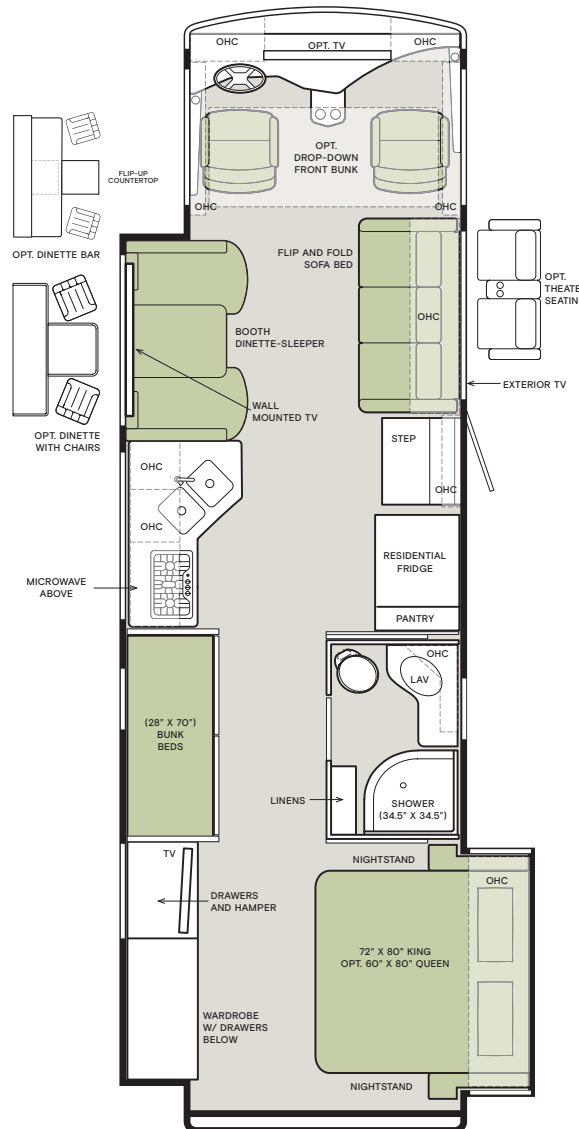 OHC
OPT. TV
OHC
OPT.
DROP-DOWN
FRONT BUNK
OHC
OHC
FLIP-UP
COUNTERTOP
OPT. DINETTE BAR
FLIP AND FOLD
SOFA BED
OHC
OPT.
THEATE
SEATIN
BOOTH
DINETTE-SLEEPER
EXTERIOR TV
WALL
MOUNTED TV
OPT. DINETTE
WITH CHAIRS
STEP
OHC
OHC
OHC
RESIDENTIAL
FRIDGE
MICROWAVE
ABOVE
PANTRY
OHC
LAV
(28" X 70")
BUNK
BEDS
LINENS
SHOWER
(34.5" X 34.5")
TV
NIGHTSTAND
OHC
DRAWERS
AND HAMPER
72" X 80" KING
OPT. 60" X 80" QUEEN
WARDROBE
W/ DRAWERS
BELOW
NIGHTSTAND